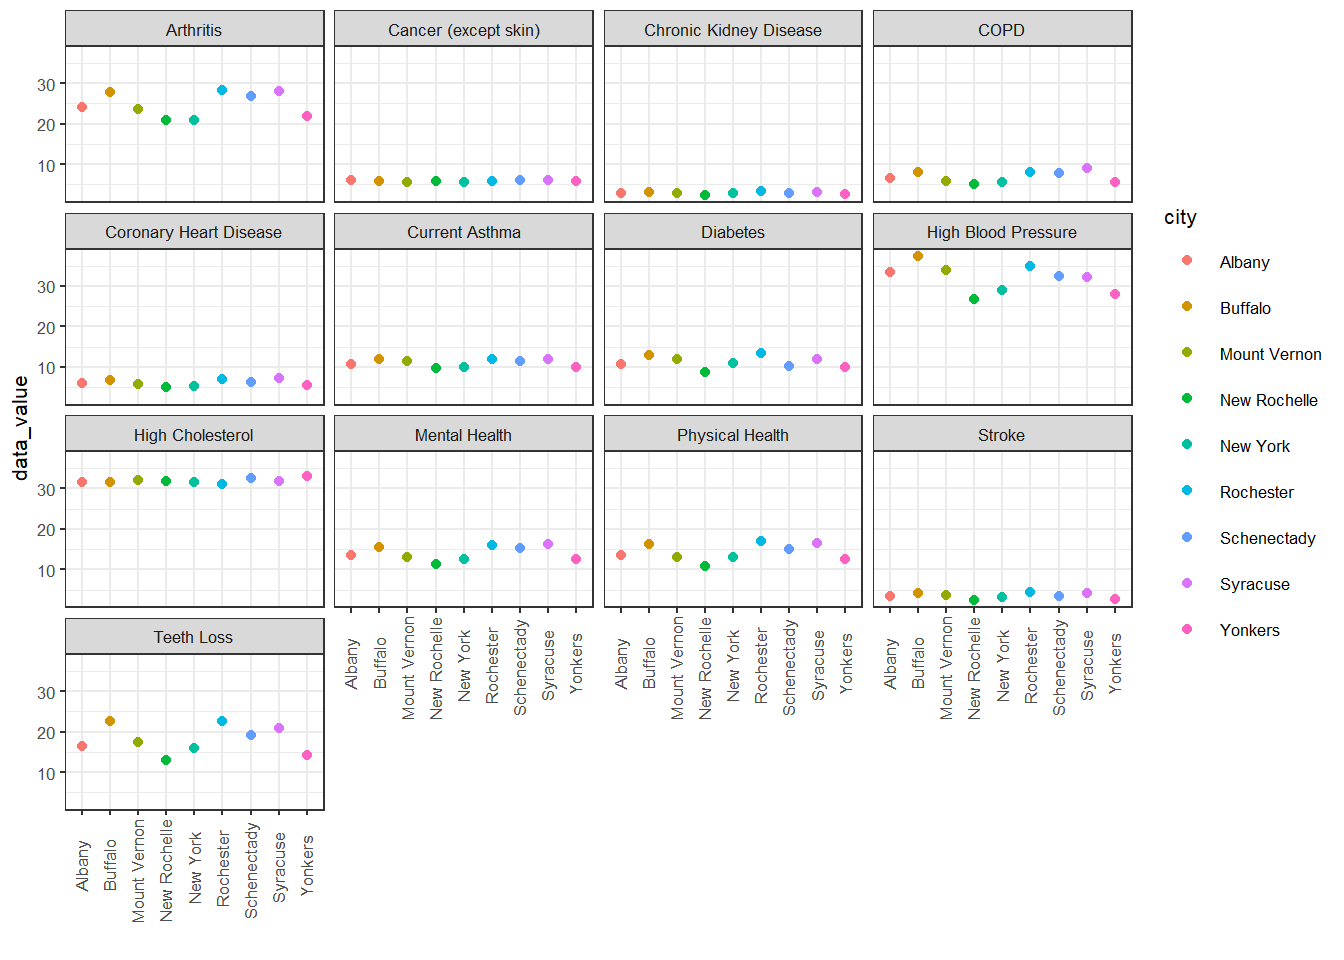 Arthritis
Cancer (except skin)
Chronic Kidney Disease
COPD
30
20
10
Coronary Heart Disease
Current Asthma
Diabetes
High Blood Pressure
30
20
10
High Cholesterol
Mental Health
Physical Health
Stroke
30
20
10
Teeth Loss
30
20
10
data_value
Albany
Buffalo
Mount Vernon
New Rochelle
New York
Rochester
Schenectady
Syracuse
Yonkers
Albany
Buffalo
Mount Vernon
New Rochelle
New York
Rochester
Schenectady
Syracuse
Yonkers
Albany
Buffalo
Mount Vernon
New Rochelle
New York
Rochester
Schenectady
Syracuse
Yonkers
Albany
Buffalo
Mount Vernon
New Rochelle
New York
Rochester
Schenectady
Syracuse
Yonkers
city
Albany
Buffalo
Mount Vernon
New Rochelle
New York
Rochester
Schenectady
Syracuse
Yonkers